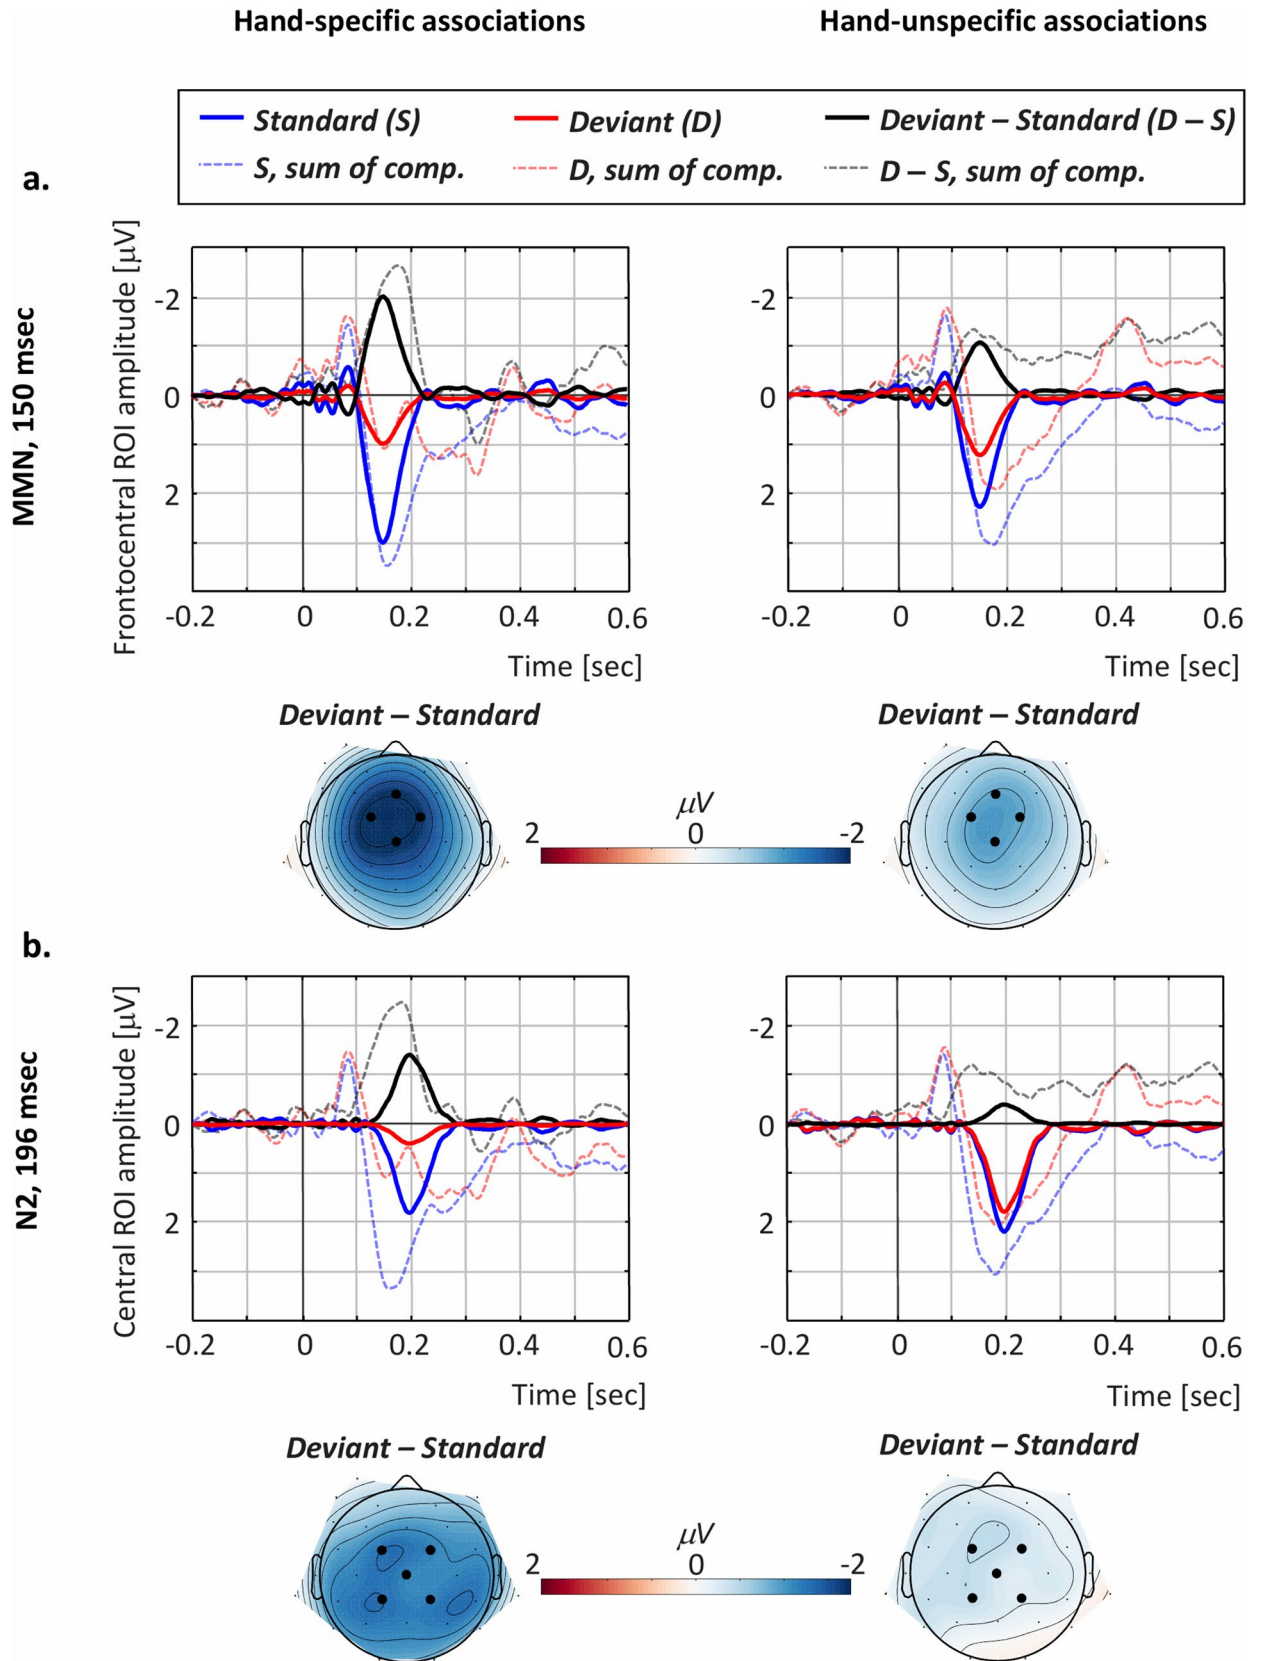 Hand-specific associations
Hand-unspecific associations
Standard (S)
Deviant (D)
Deviant – Standard (D – S)
S, sum of comp.
D, sum of comp.
D – S, sum of comp.
a.
MMN, 150 msec
Frontocentral ROI amplitude [μV]
-2
0
2
-0.2
0
0.2
0.4
0.6
Time [sec]
-2
0
2
-0.2
0
0.2
0.4
0.6
Time [sec]
Deviant – Standard
Deviant – Standard
μV
2
0
-2
b.
N2, 196 msec
Central ROI amplitude [μV]
-2
0
2
-0.2
0
0.2
0.4
0.6
Time [sec]
-2
0
2
-0.2
0
0.2
0.4
0.6
Time [sec]
Deviant – Standard
Deviant – Standard
μV
2
0
-2